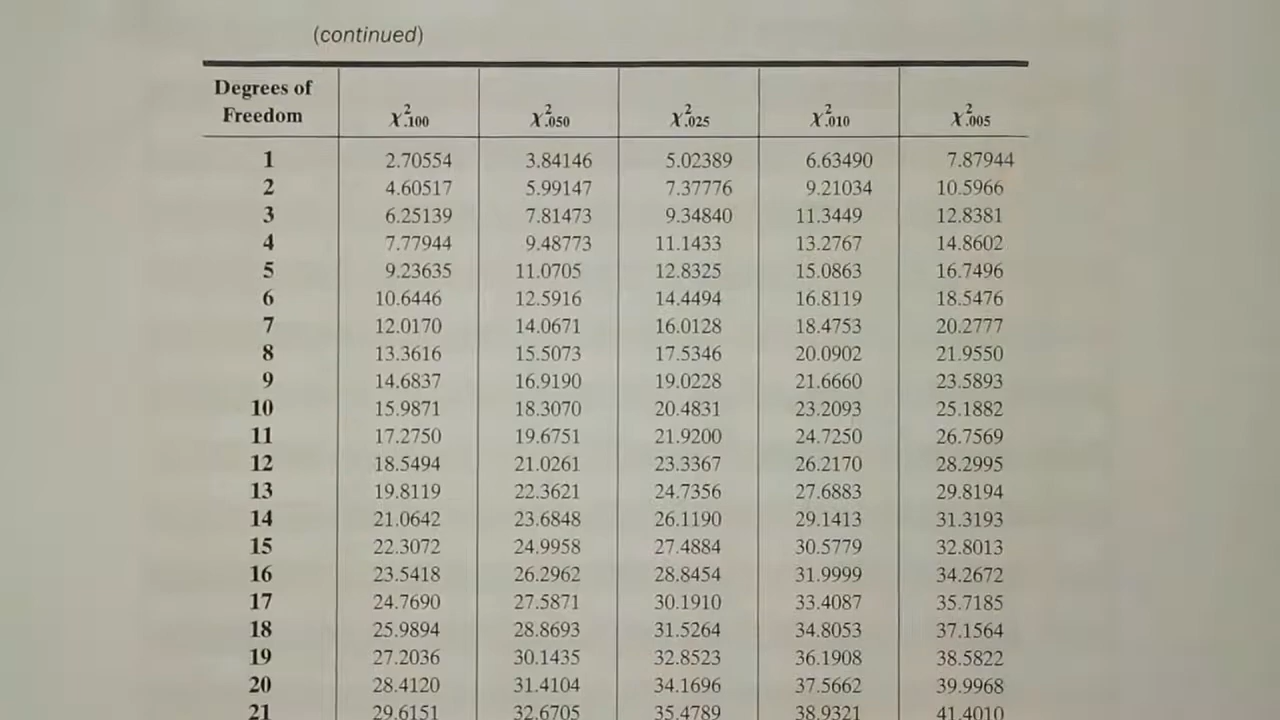 (continued)
Degrees of
Freedom χ².100 χ².050 χ².025 χ².010 χ².005
1 2.70554 3.84146 5.02389 6.63490 7.87944
2 4.60517 5.99147 7.37776 9.21034 10.5966
3 6.25139 7.81473 9.34840 11.3449 12.8381
4 7.77944 9.48773 11.1433 13.2767 14.8602
5 9.23635 11.0705 12.8325 15.0863 16.7496
6 10.6446 12.5916 14.4494 16.8119 18.5476
7 12.0170 14.0671 16.0128 18.4753 20.2777
8 13.3616 15.5073 17.5346 20.0902 21.9550
9 14.6837 16.9190 19.0228 21.6660 23.5893
10 15.9871 18.3070 20.4831 23.2093 25.1882
11 17.2750 19.6751 21.9200 24.7250 26.7569
12 18.5494 21.0261 23.3367 26.2170 28.2995
13 19.8119 22.3621 24.7356 27.6883 29.8194
14 21.0642 23.6848 26.1190 29.1413 31.3193
15 22.3072 24.9958 27.4884 30.5779 32.8013
16 23.5418 26.2962 28.8454 31.9999 34.2672
17 24.7690 27.5871 30.1910 33.4087 35.7185
18 25.9894 28.8693 31.5264 34.8053 37.1564
19 27.2036 30.1435 32.8523 36.1908 38.5822
20 28.4120 31.4104 34.1696 37.5662 39.9968
21 29.6151 32.6705 35.4789 38.9321 41.4010